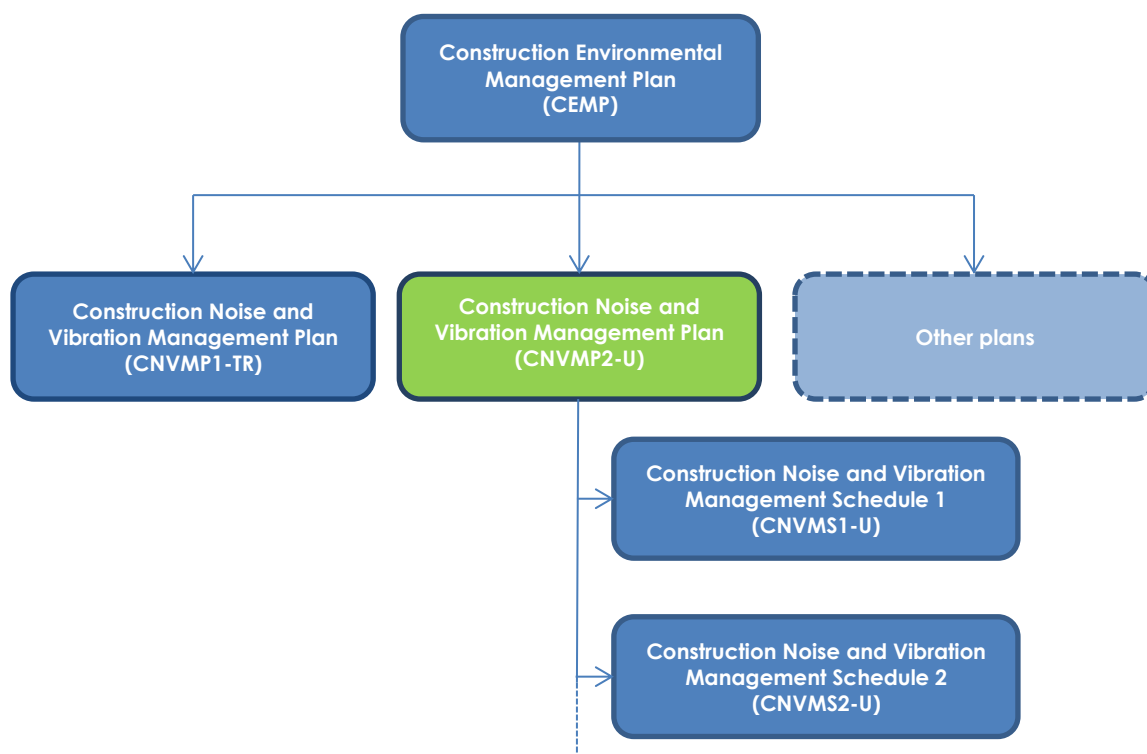 Construction Environmental
Management Plan
(CEMP)
Construction Noise and
Vibration Management Plan
(CNVMP1-TR)
Construction Noise and
Vibration Management Plan
(CNVMP2-U)
Other plans
Construction Noise and Vibration
Management Schedule 1
(CNVMS1-U)
Construction Noise and Vibration
Management Schedule 2
(CNVMS2-U)